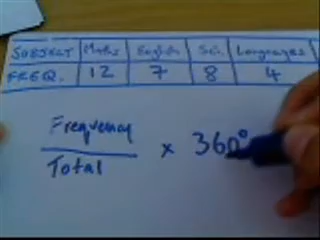 SUBJECT Maths English Sci. Languages
FREQ. 12 7 8 4
Frequency
Total
× 360°